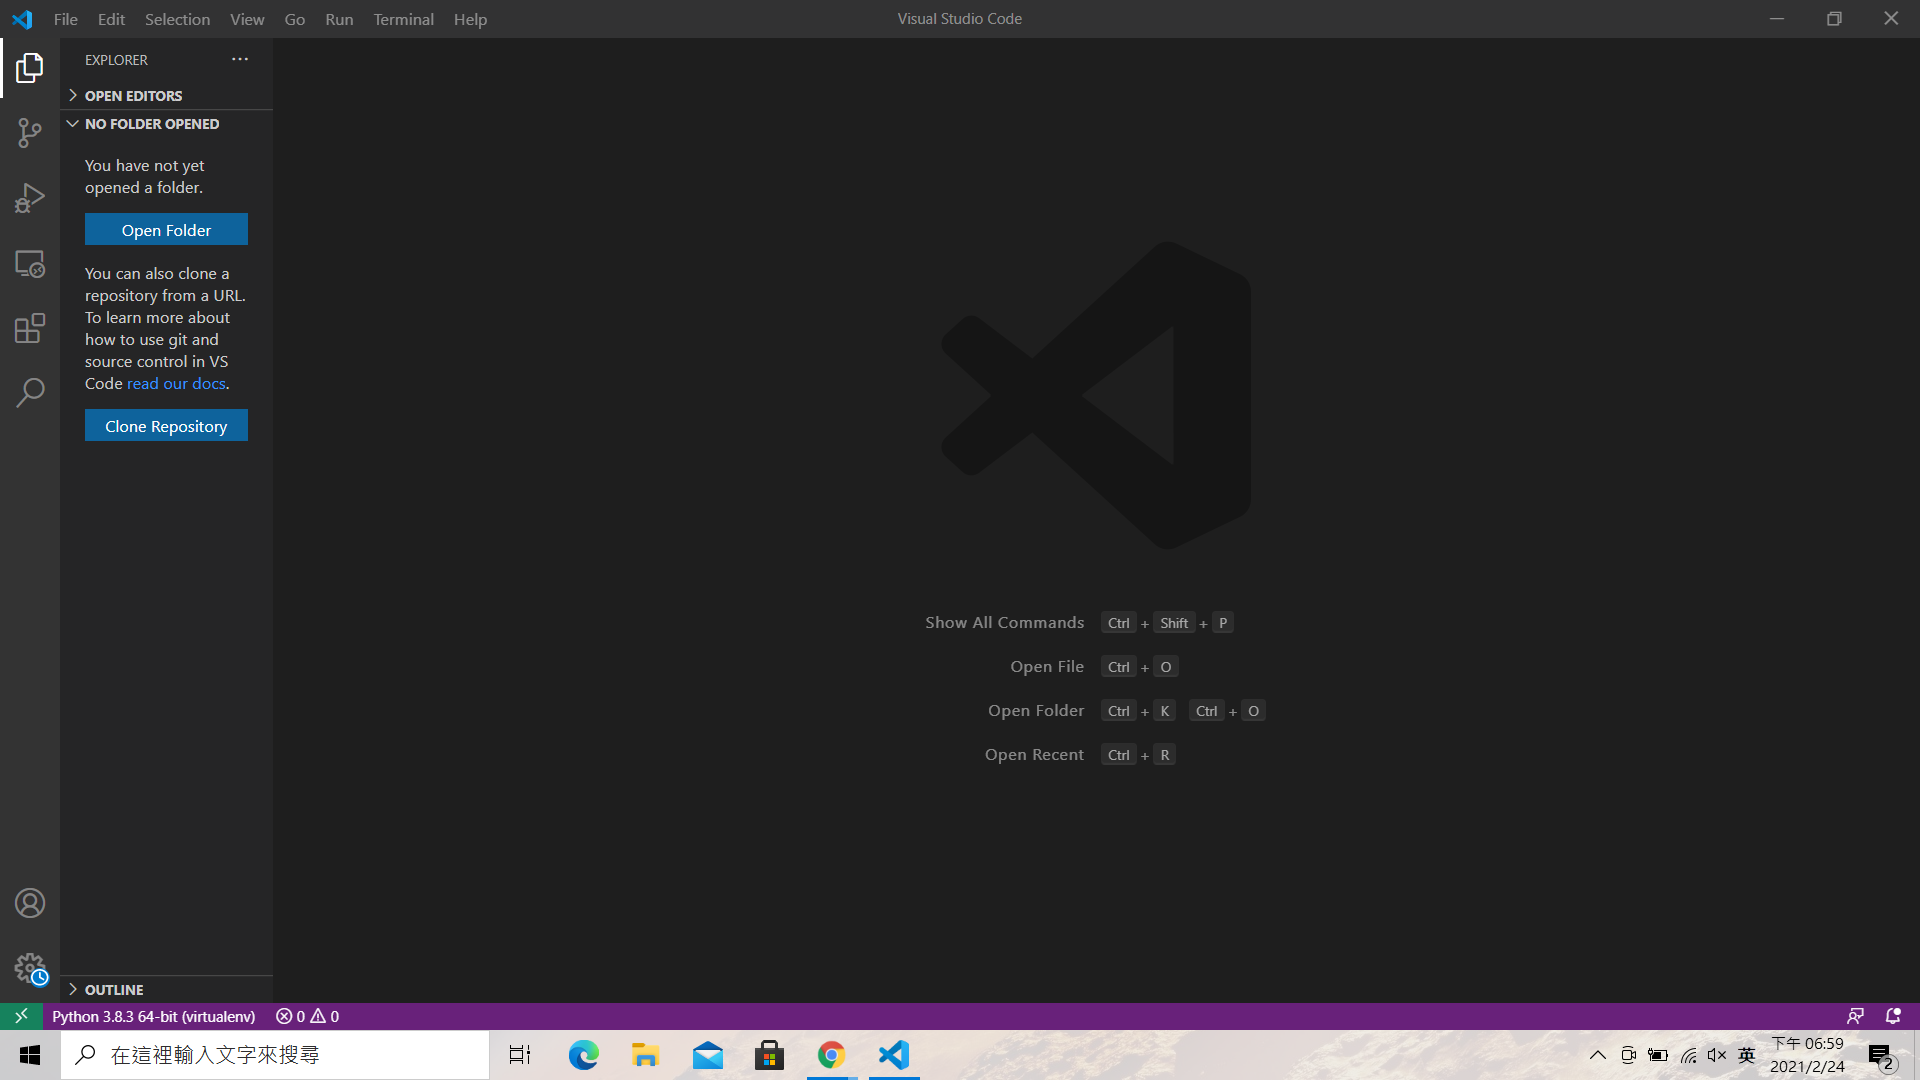 File Edit Selection View Go Run Terminal Help
Visual Studio Code
EXPLORER
OPEN EDITORS
NO FOLDER OPENED
You have not yet
opened a folder.
Open Folder
You can also clone a
repository from a URL.
To learn more about
how to use git and
source control in VS
Code read our docs.
Clone Repository
Show All Commands Ctrl + Shift + P
Open File Ctrl + O
Open Folder Ctrl + K Ctrl + O
Open Recent Ctrl + R
OUTLINE
Python 3.8.3 64-bit (virtualenv) 0 0
在這裡輸入文字來搜尋
英
下午 06:59
2021/2/24
2